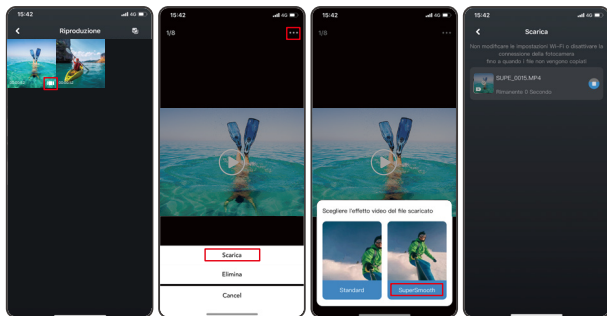 15:42
4G
Riproduzione
15:42
4G
1/8
Scarica
Elimina
Cancel
15:42
4G
1/8
Scegliere l'effetto video del file scaricato
Standard
SuperSmooth
15:42
4G
Scarica
Non modificare le impostazioni Wi-Fi o disattivare la
connessione della fotocamera
fino a quando i file non vengono copiati
SUPE_0015.MP4
Rimanente 0 Secondo